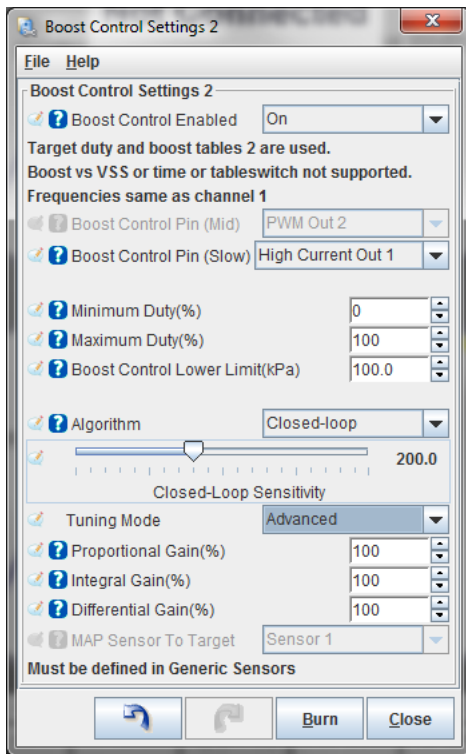 Boost Control Settings 2
File Help
Boost Control Settings 2
Boost Control Enabled On
Target duty and boost tables 2 are used.
Boost vs VSS or time or tableswitch not supported.
Frequencies same as channel 1
Boost Control Pin (Mid) PWM Out 2
Boost Control Pin (Slow) High Current Out 1
Minimum Duty(%) 0
Maximum Duty(%) 100
Boost Control Lower Limit(kPa) 100.0
Algorithm Closed-loop
200.0
Closed-Loop Sensitivity
Tuning Mode Advanced
Proportional Gain(%) 100
Integral Gain(%) 100
Differential Gain(%) 100
MAP Sensor To Target Sensor 1
Must be defined in Generic Sensors
Burn Close